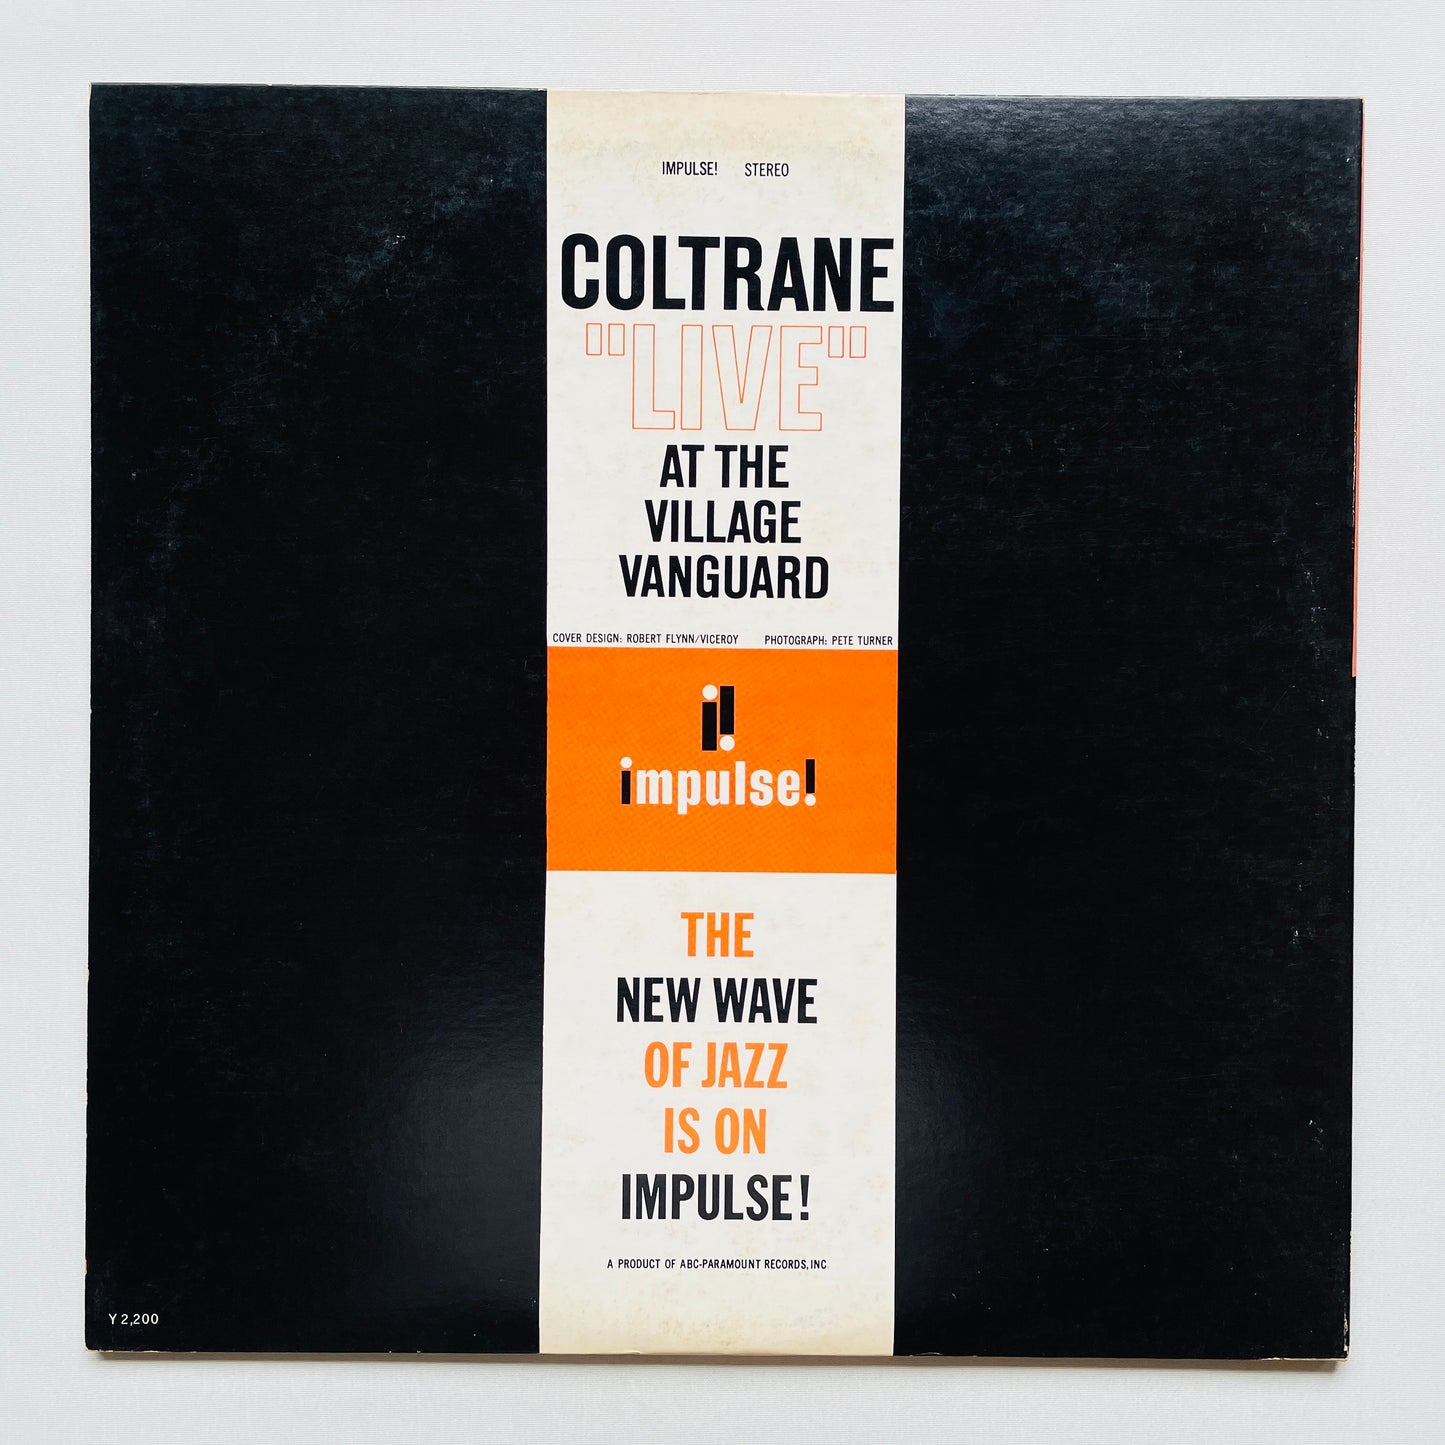 IMPULSE! STEREO
COLTRANE
"LIVE"
AT THE
VILLAGE
VANGUARD
COVER DESIGN: ROBERT FLYNN/VICEROY PHOTOGRAPH: PETE TURNER
i!
impulse!
THE
NEW WAVE
OF JAZZ
IS ON
IMPULSE!
A PRODUCT OF ABC-PARAMOUNT RECORDS, INC.
Y 2,200